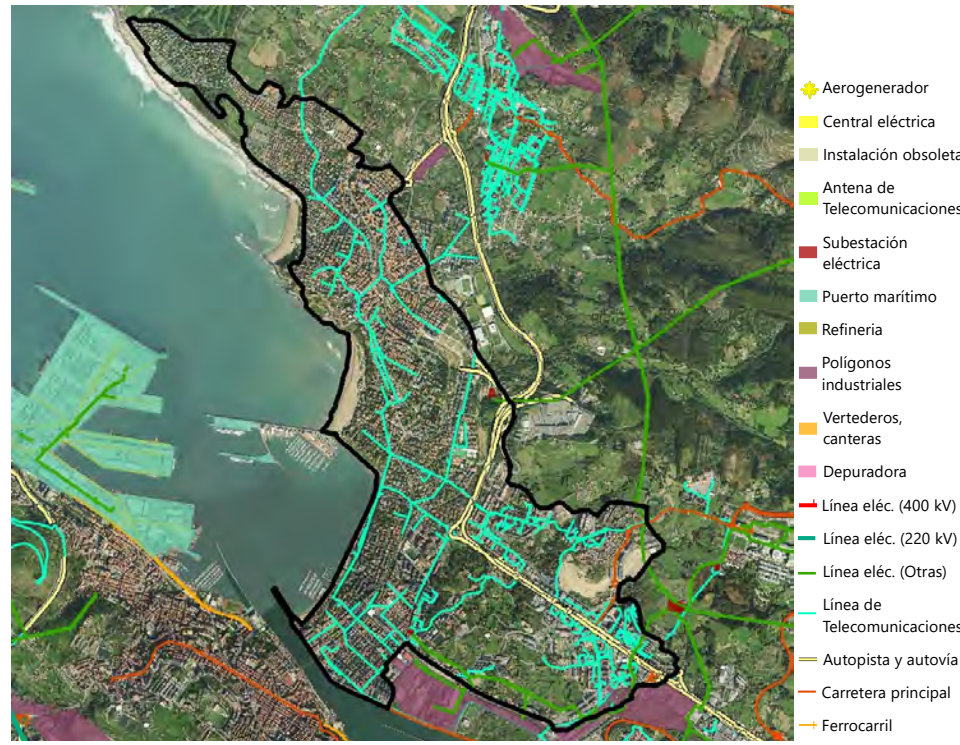 Aerogenerador
Central eléctrica
Instalación obsoleta
Antena de
Telecomunicaciones
Subestación
eléctrica
Puerto marítimo
Refineria
Polígonos
industriales
Vertederos,
canteras
Depuradora
Línea eléc. (400 kV)
Línea eléc. (220 kV)
Línea eléc. (Otras)
Línea de
Telecomunicaciones
Autopista y autovía
Carretera principal
Ferrocarril